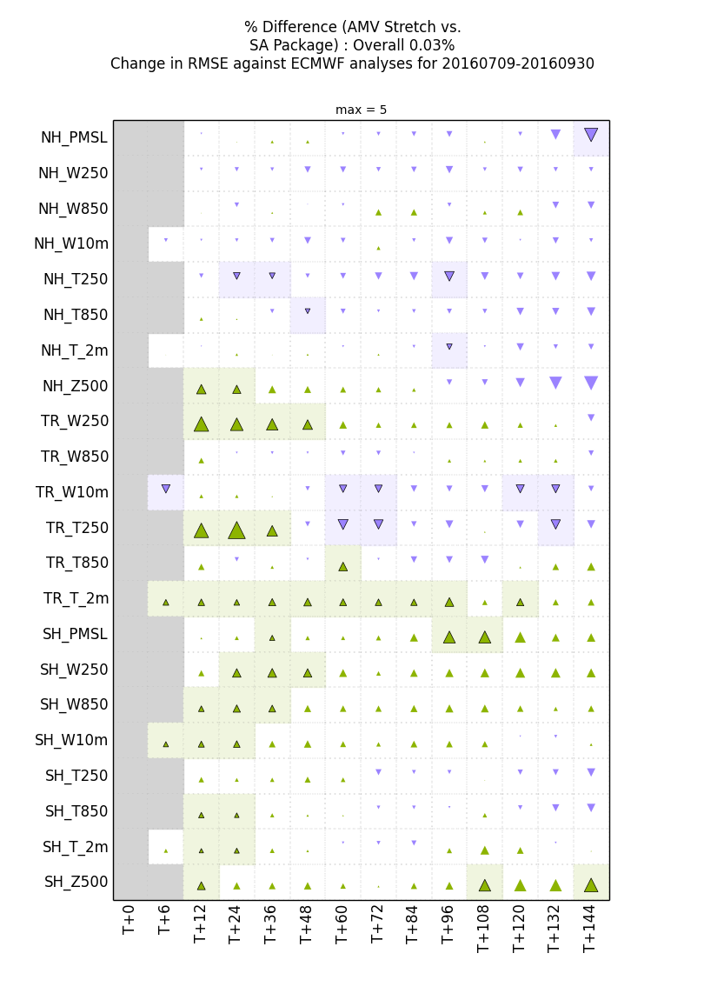 % Difference (AMV Stretch vs.
SA Package) : Overall 0.03%
Change in RMSE against ECMWF analyses for 20160709-20160930
max = 5
NH_PMSL
NH_W250
NH_W850
NH_W10m
NH_T250
NH_T850
NH_T_2m
NH_Z500
TR_W250
TR_W850
TR_W10m
TR_T250
TR_T850
TR_T_2m
SH_PMSL
SH_W250
SH_W850
SH_W10m
SH_T250
SH_T850
SH_T_2m
SH_Z500
T+0
T+6
T+12
T+24
T+36
T+48
T+60
T+72
T+84
T+96
T+108
T+120
T+132
T+144